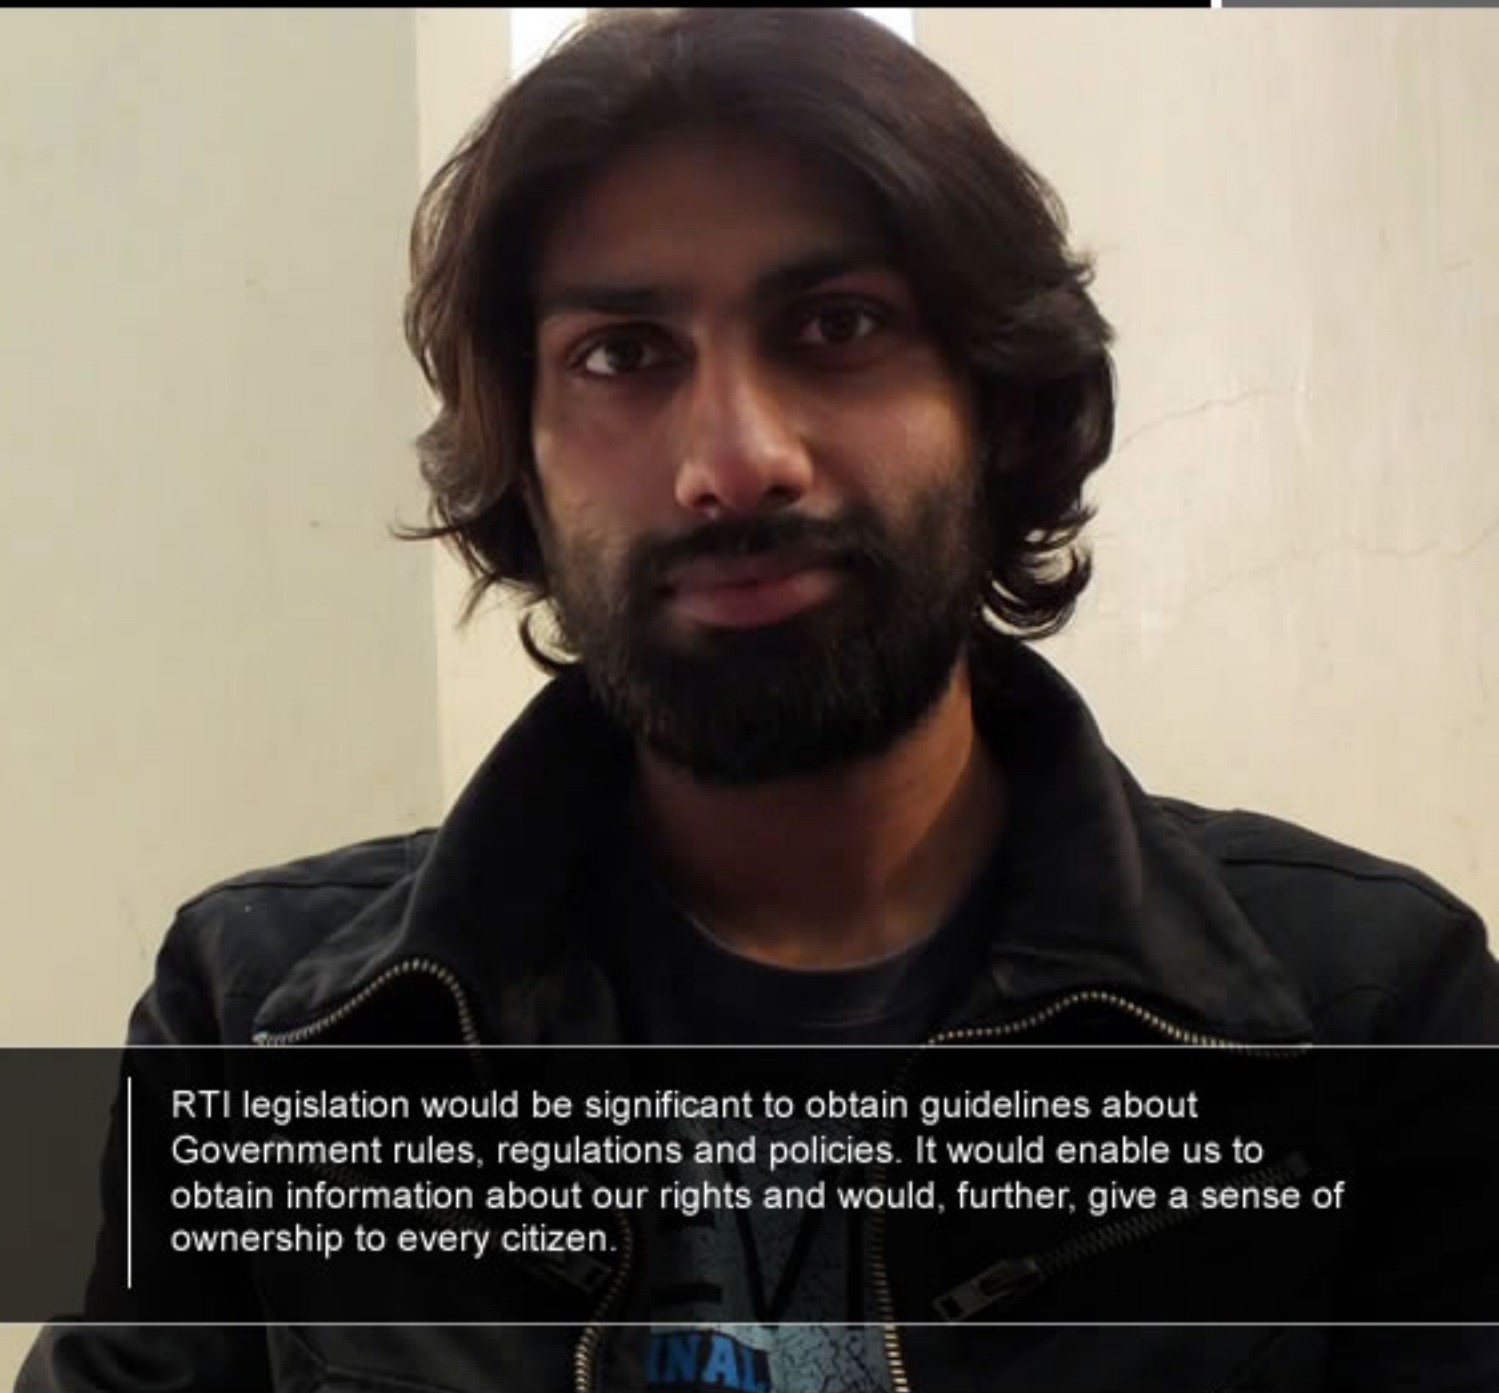 RTI legislation would be significant to obtain guidelines about
Government rules, regulations and policies. It would enable us to
obtain information about our rights and would, further, give a sense of
ownership to every citizen.
INAL